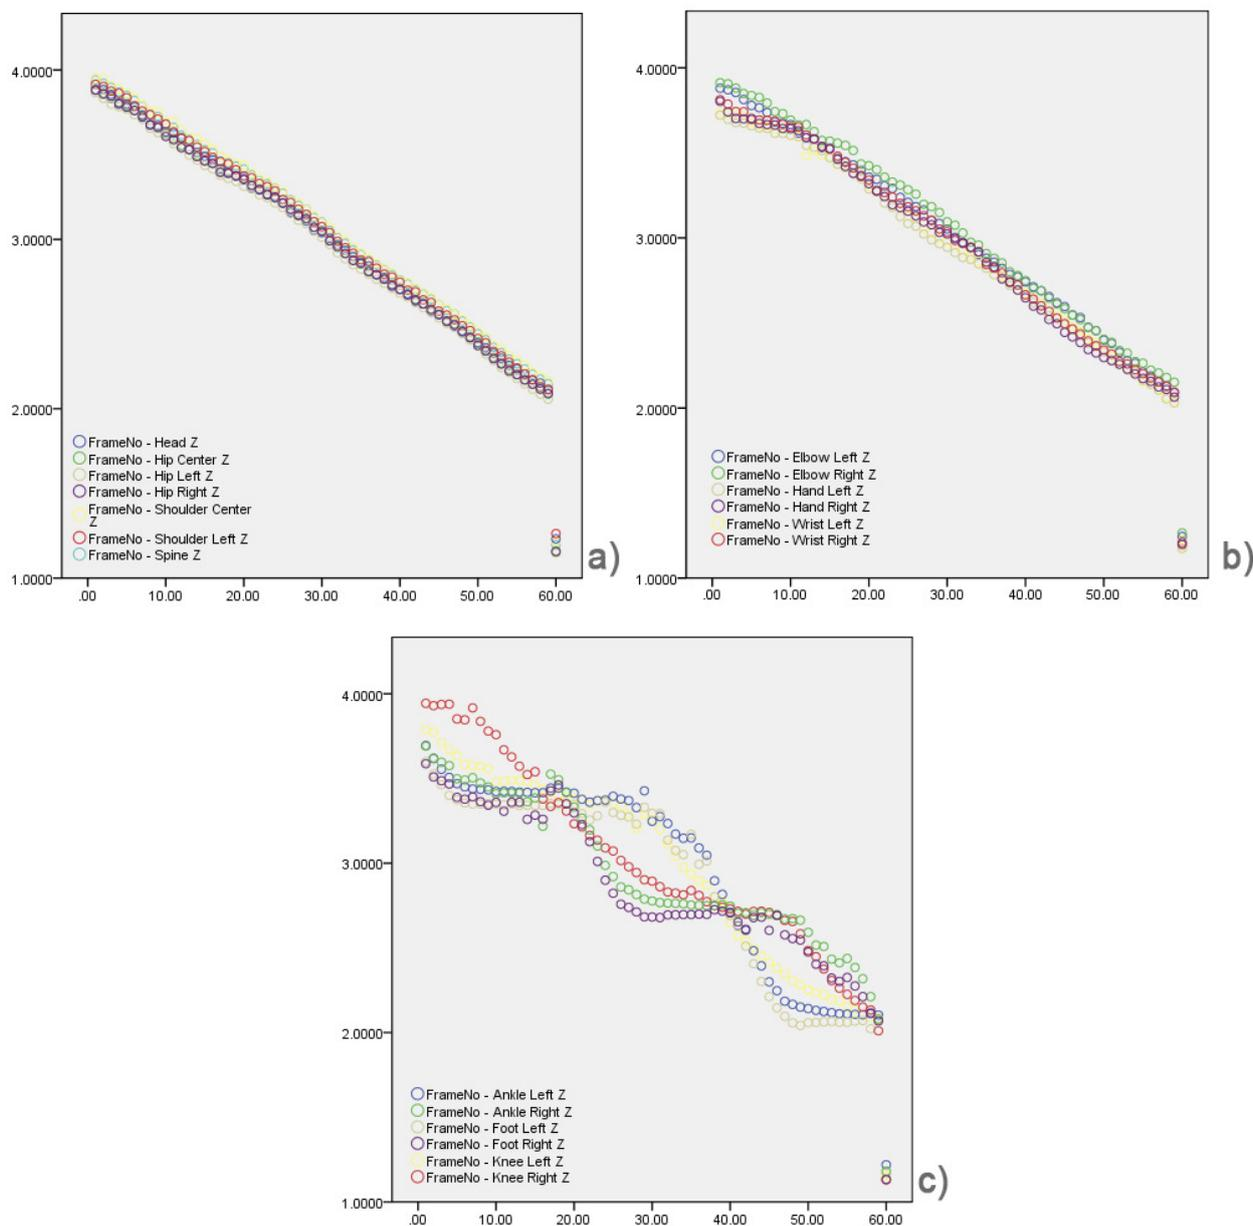 4.0000
3.0000
2.0000
1.0000
FrameNo - Head Z
FrameNo - Hip Center Z
FrameNo - Hip Left Z
FrameNo - Hip Right Z
FrameNo - Shoulder Center
Z
FrameNo - Shoulder Left Z
FrameNo - Spine Z
.00 10.00 20.00 30.00 40.00 50.00 60.00
a)
4.0000
3.0000
2.0000
1.0000
FrameNo - Elbow Left Z
FrameNo - Elbow Right Z
FrameNo - Hand Left Z
FrameNo - Hand Right Z
FrameNo - Wrist Left Z
FrameNo - Wrist Right Z
.00 10.00 20.00 30.00 40.00 50.00 60.00
b)
4.0000
3.0000
2.0000
1.0000
FrameNo - Ankle Left Z
FrameNo - Ankle Right Z
FrameNo - Foot Left Z
FrameNo - Foot Right Z
FrameNo - Knee Left Z
FrameNo - Knee Right Z
.00 10.00 20.00 30.00 40.00 50.00 60.00
c)